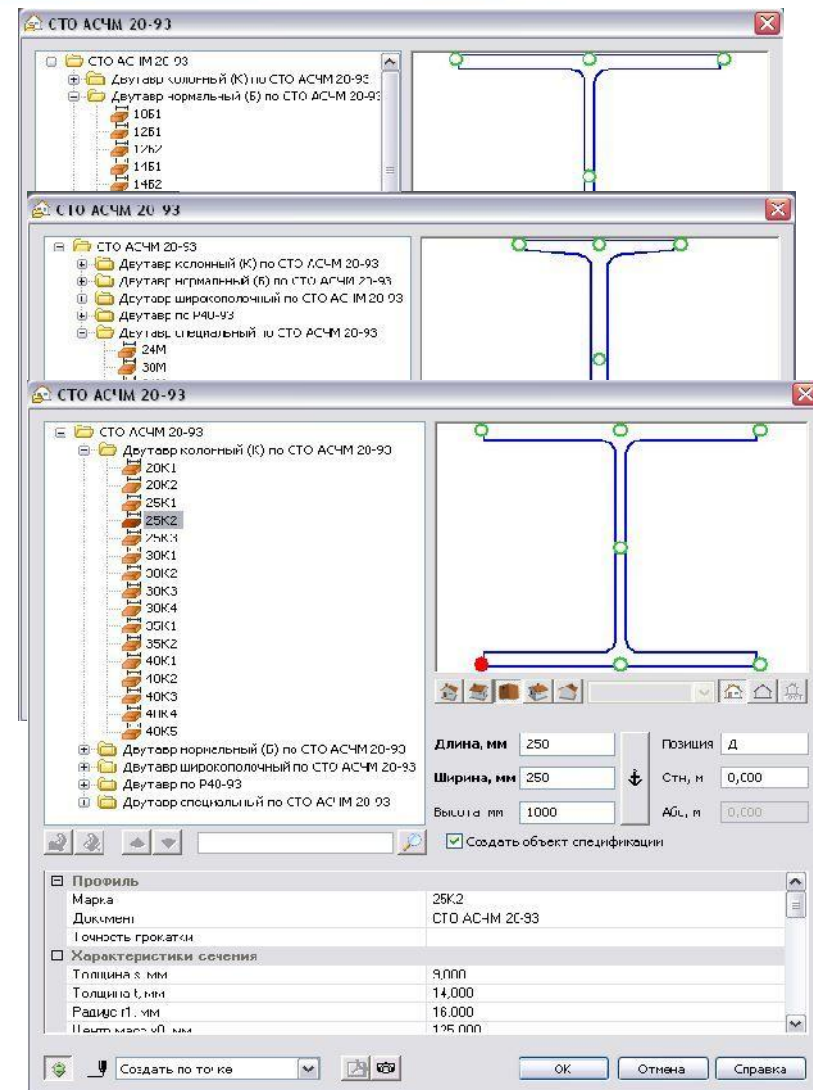 СТО АСЧМ 20-93
СТО АСЧМ 20-93
Двутавр колонный (К) по СТО АСЧМ 20-93
Двутавр нормальный (Б) по СТО АСЧМ 20-93
10Б1
12Б1
12Б2
14Б1
14Б2
СТО АСЧМ 20-93
СТО АСЧМ 20-93
Двутавр колонный (К) по СТО АСЧМ 20-93
Двутавр нормальный (Б) по СТО АСЧМ 20-93
Двутавр широкополочный по СТО АСЧМ 20-93
Двутавр по Р40-93
Двутавр специальный по СТО АСЧМ 20-93
24М
30М
СТО АСЧМ 20-93
СТО АСЧМ 20-93
Двутавр колонный (К) по СТО АСЧМ 20-93
20К1
20К2
25К1
25К2
25К3
30К1
30К2
30К3
30К4
35К1
35К2
40К1
40К2
40К3
40К4
40К5
Двутавр нормальный (Б) по СТО АСЧМ 20-93
Двутавр широкополочный по СТО АСЧМ 20-93
Двутавр по Р40-93
Двутавр специальный по СТО АСЧМ 20-93
Длина, мм 250 Позиция Д
Ширина, мм 250 Отн, м 0,000
Высота, мм 1000 Абс, м 0,000
Создать объект спецификации
Профиль
Марка 25К2
Документ СТО АСЧМ 20-93
Точность прокатки
Характеристики сечения
Толщина s, мм 9,000
Толщина t, мм 14,000
Радиус r1, мм 16,000
Центр масс x0, мм 125,000
Создать по точке ОК Отмена Справка